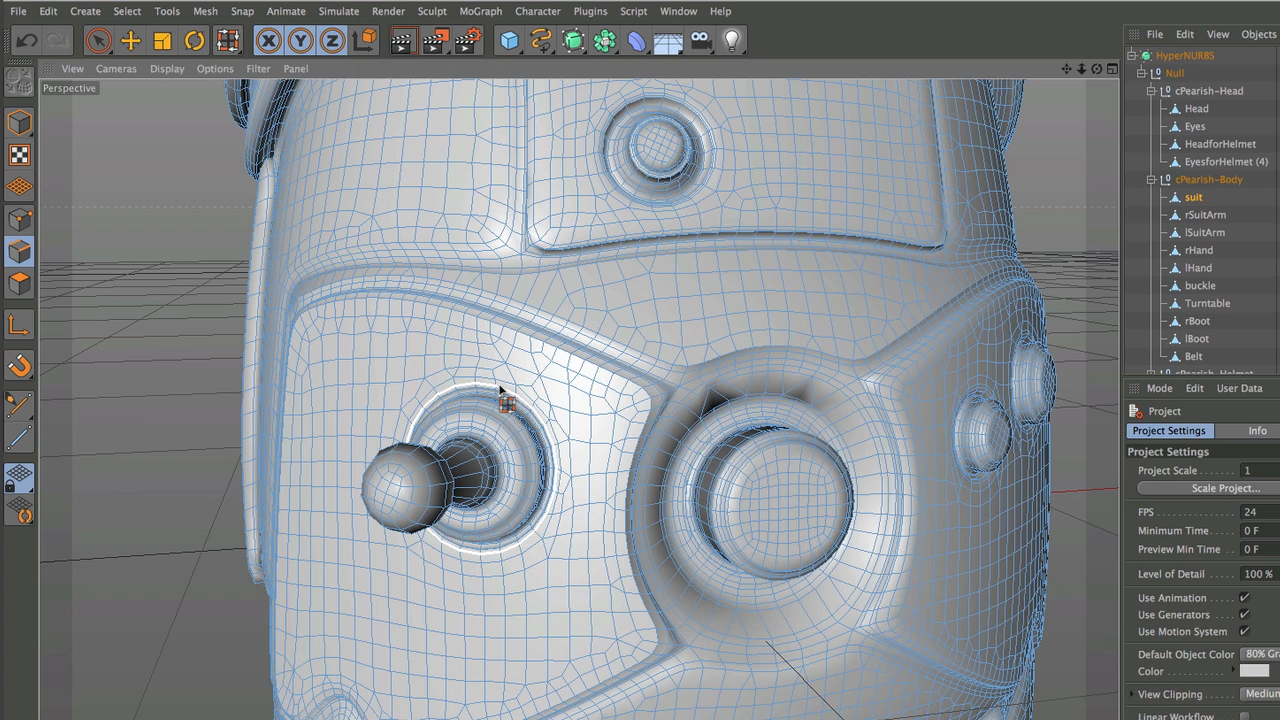 File Edit Create Select Tools Mesh Snap Animate Simulate Render Sculpt MoGraph Character Plugins Script Window Help
X Y Z
File Edit View Objects
View Cameras Display Options Filter Panel
Perspective
HyperNURBS
Null
cPearish-Head
Head
Eyes
HeadforHelmet
EyesforHelmet (4)
cPearish-Body
suit
rSuitArm
lSuitArm
rHand
lHand
buckle
Turntable
rBoot
lBoot
Belt
cPearish-Helmet
Mode Edit User Data
Project
Project Settings Info
Project Settings
Project Scale 1
Scale Project...
FPS 24
Minimum Time 0 F
Preview Min Time 0 F
Level of Detail 100 %
Use Animation
Use Generators
Use Motion System
Default Object Color 80% Gr
Color
View Clipping Medium
Linear Workflow